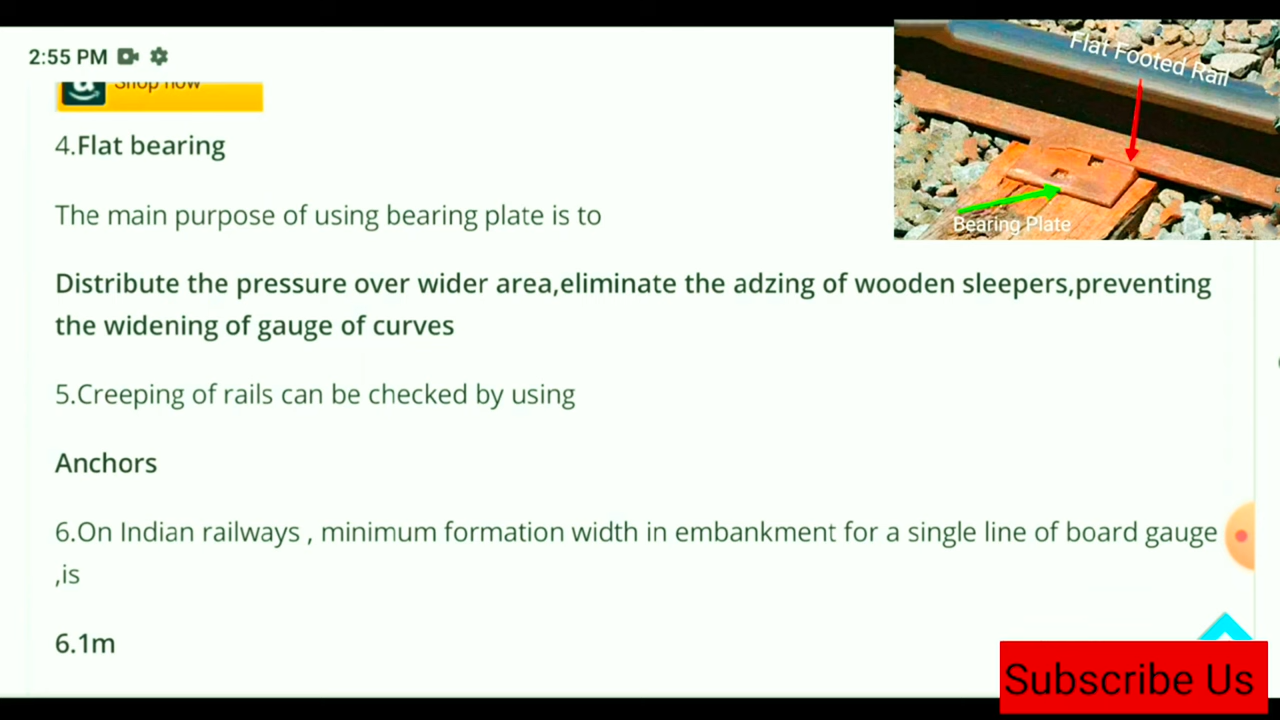 2:55 PM
Shop now
4.Flat bearing
The main purpose of using bearing plate is to
Distribute the pressure over wider area,eliminate the adzing of wooden sleepers,preventing
the widening of gauge of curves
5.Creeping of rails can be checked by using
Anchors
6.On Indian railways , minimum formation width in embankment for a single line of board gauge
,is
6.1m
Flat Footed Rail
Bearing Plate
Subscribe Us